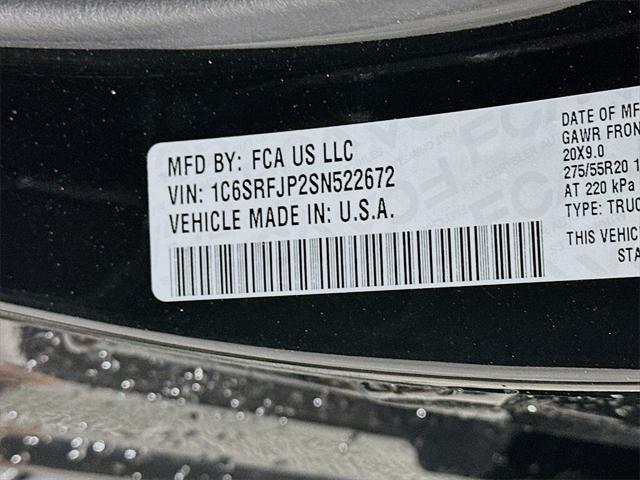 MFD BY: FCA US LLC
VIN: 1C6SRFJP2SN522672
VEHICLE MADE IN: U.S.A.
DATE OF MF
GAWR FRON
20X9.0
275/55R20 1
AT 220 kPa
TYPE: TRUC
THIS VEHIC
STA